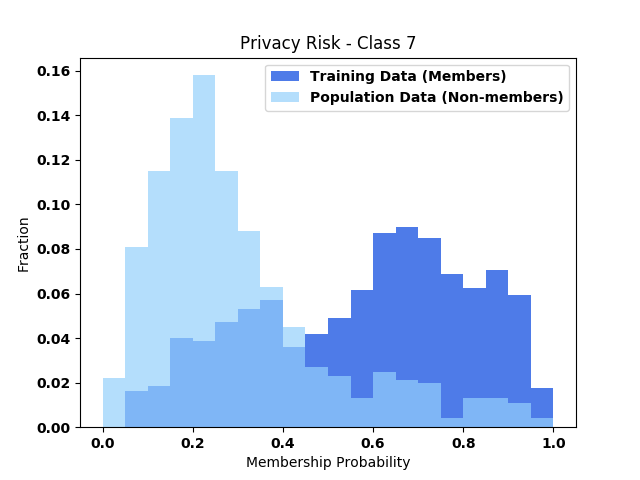 Privacy Risk - Class 7
Training Data (Members)
Population Data (Non-members)
0.16
0.14
0.12
0.10
0.08
0.06
0.04
0.02
0.00
Fraction
0.0 0.2 0.4 0.6 0.8 1.0
Membership Probability